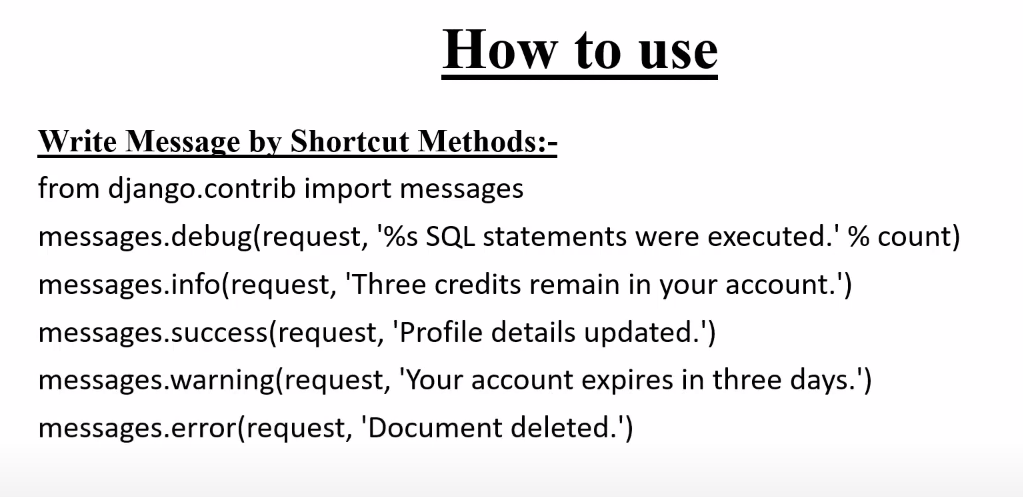 How to use
Write Message by Shortcut Methods:-
from django.contrib import messages
messages.debug(request, '%s SQL statements were executed.' % count)
messages.info(request, 'Three credits remain in your account.')
messages.success(request, 'Profile details updated.')
messages.warning(request, 'Your account expires in three days.')
messages.error(request, 'Document deleted.')